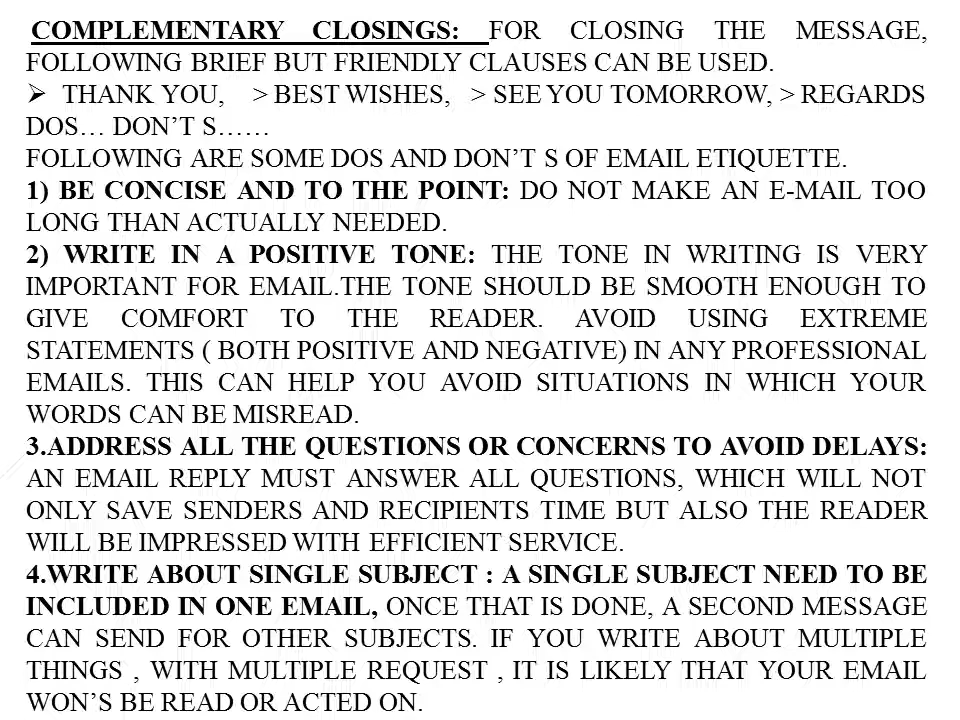 COMPLEMENTARY CLOSINGS: FOR CLOSING THE MESSAGE,
FOLLOWING BRIEF BUT FRIENDLY CLAUSES CAN BE USED.
➢ THANK YOU, > BEST WISHES, > SEE YOU TOMORROW, > REGARDS
DOS… DON’T S……
FOLLOWING ARE SOME DOS AND DON’T S OF EMAIL ETIQUETTE.
1) BE CONCISE AND TO THE POINT: DO NOT MAKE AN E-MAIL TOO
LONG THAN ACTUALLY NEEDED.
2) WRITE IN A POSITIVE TONE: THE TONE IN WRITING IS VERY
IMPORTANT FOR EMAIL.THE TONE SHOULD BE SMOOTH ENOUGH TO
GIVE COMFORT TO THE READER. AVOID USING EXTREME
STATEMENTS ( BOTH POSITIVE AND NEGATIVE) IN ANY PROFESSIONAL
EMAILS. THIS CAN HELP YOU AVOID SITUATIONS IN WHICH YOUR
WORDS CAN BE MISREAD.
3.ADDRESS ALL THE QUESTIONS OR CONCERNS TO AVOID DELAYS:
AN EMAIL REPLY MUST ANSWER ALL QUESTIONS, WHICH WILL NOT
ONLY SAVE SENDERS AND RECIPIENTS TIME BUT ALSO THE READER
WILL BE IMPRESSED WITH EFFICIENT SERVICE.
4.WRITE ABOUT SINGLE SUBJECT : A SINGLE SUBJECT NEED TO BE
INCLUDED IN ONE EMAIL, ONCE THAT IS DONE, A SECOND MESSAGE
CAN SEND FOR OTHER SUBJECTS. IF YOU WRITE ABOUT MULTIPLE
THINGS , WITH MULTIPLE REQUEST , IT IS LIKELY THAT YOUR EMAIL
WON’S BE READ OR ACTED ON.